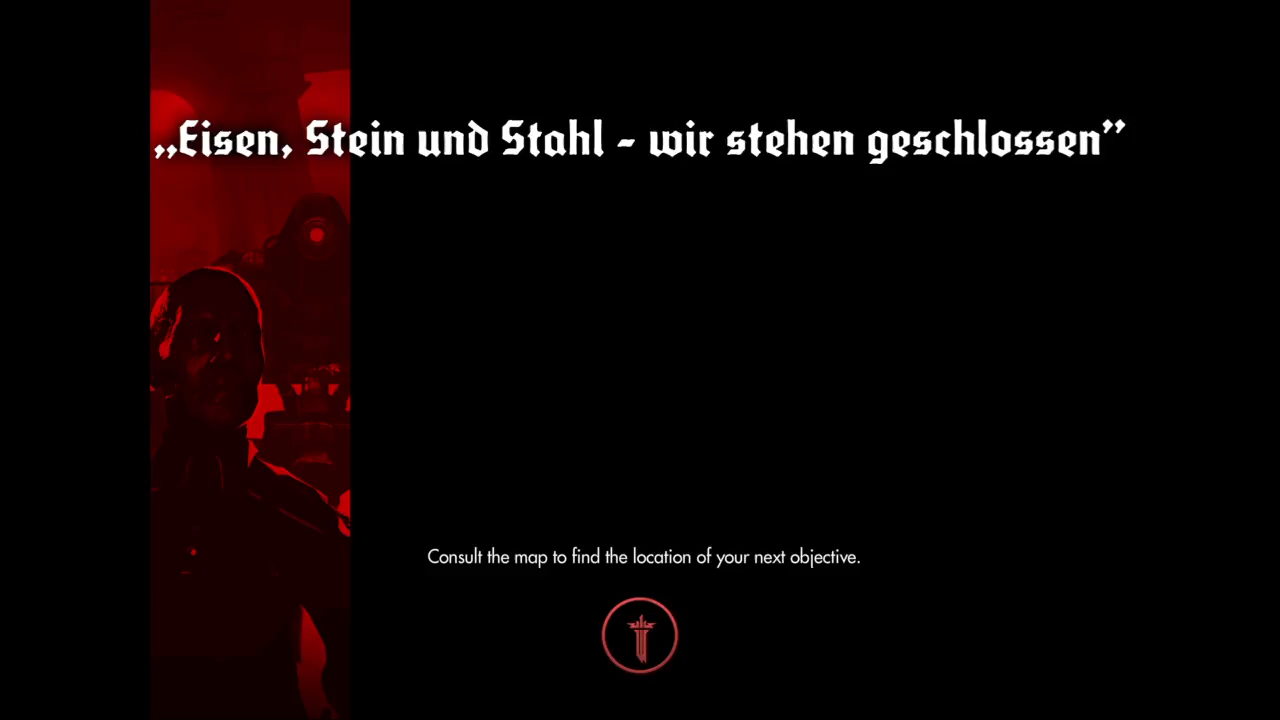 „Eisen, Stein und Stahl - wir stehen geschlossen”
Consult the map to find the location of your next objective.